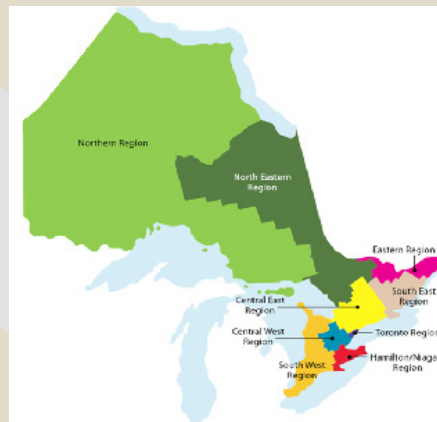 Northern Region
North Eastern
Region
Eastern Region
South East
Region
Central East
Region
Toronto Region
Central West
Region
Hamilton/Niaga
Region
South West
Region